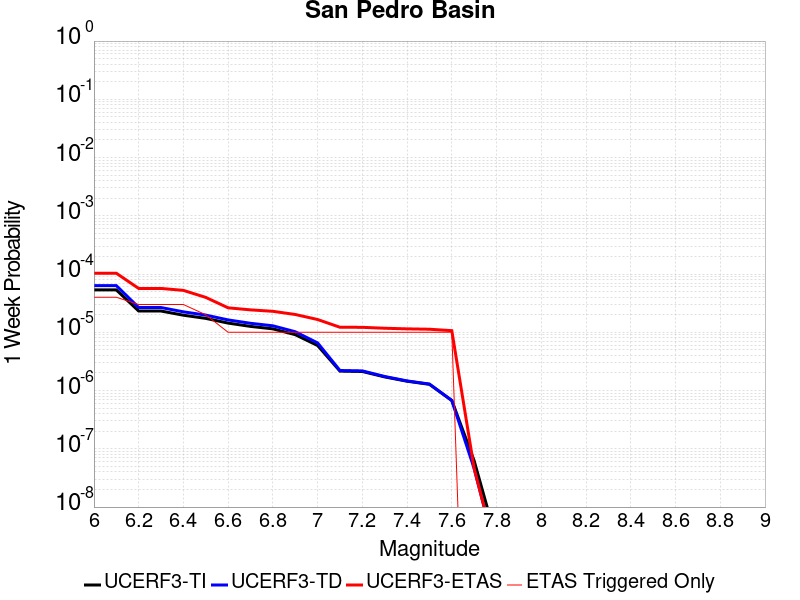 San Pedro Basin
1 Week Probability
10 0
10 -1
10 -2
10 -3
10 -4
10 -5
10 -6
10 -7
10 -8
6 6.2 6.4 6.6 6.8 7 7.2 7.4 7.6 7.8 8 8.2 8.4 8.6 8.8 9
Magnitude
UCERF3-TI UCERF3-TD UCERF3-ETAS ETAS Triggered Only